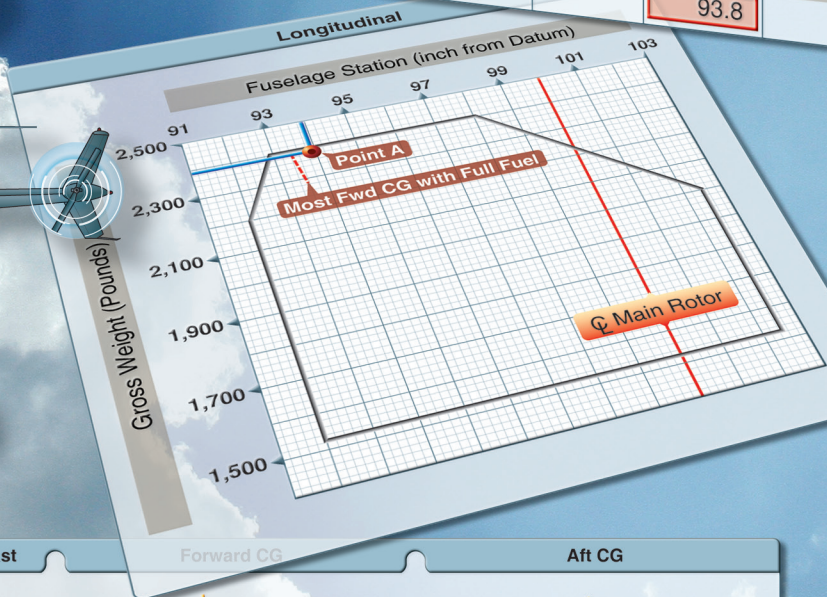 93.8
Longitudinal
Fuselage Station (inch from Datum)
91 93 95 97 99 101 103
2,500
2,300
2,100
1,900
1,700
1,500
Gross Weight (Pounds)
Point A
Most Fwd CG with Full Fuel
℄ Main Rotor
st
Forward CG
Aft CG